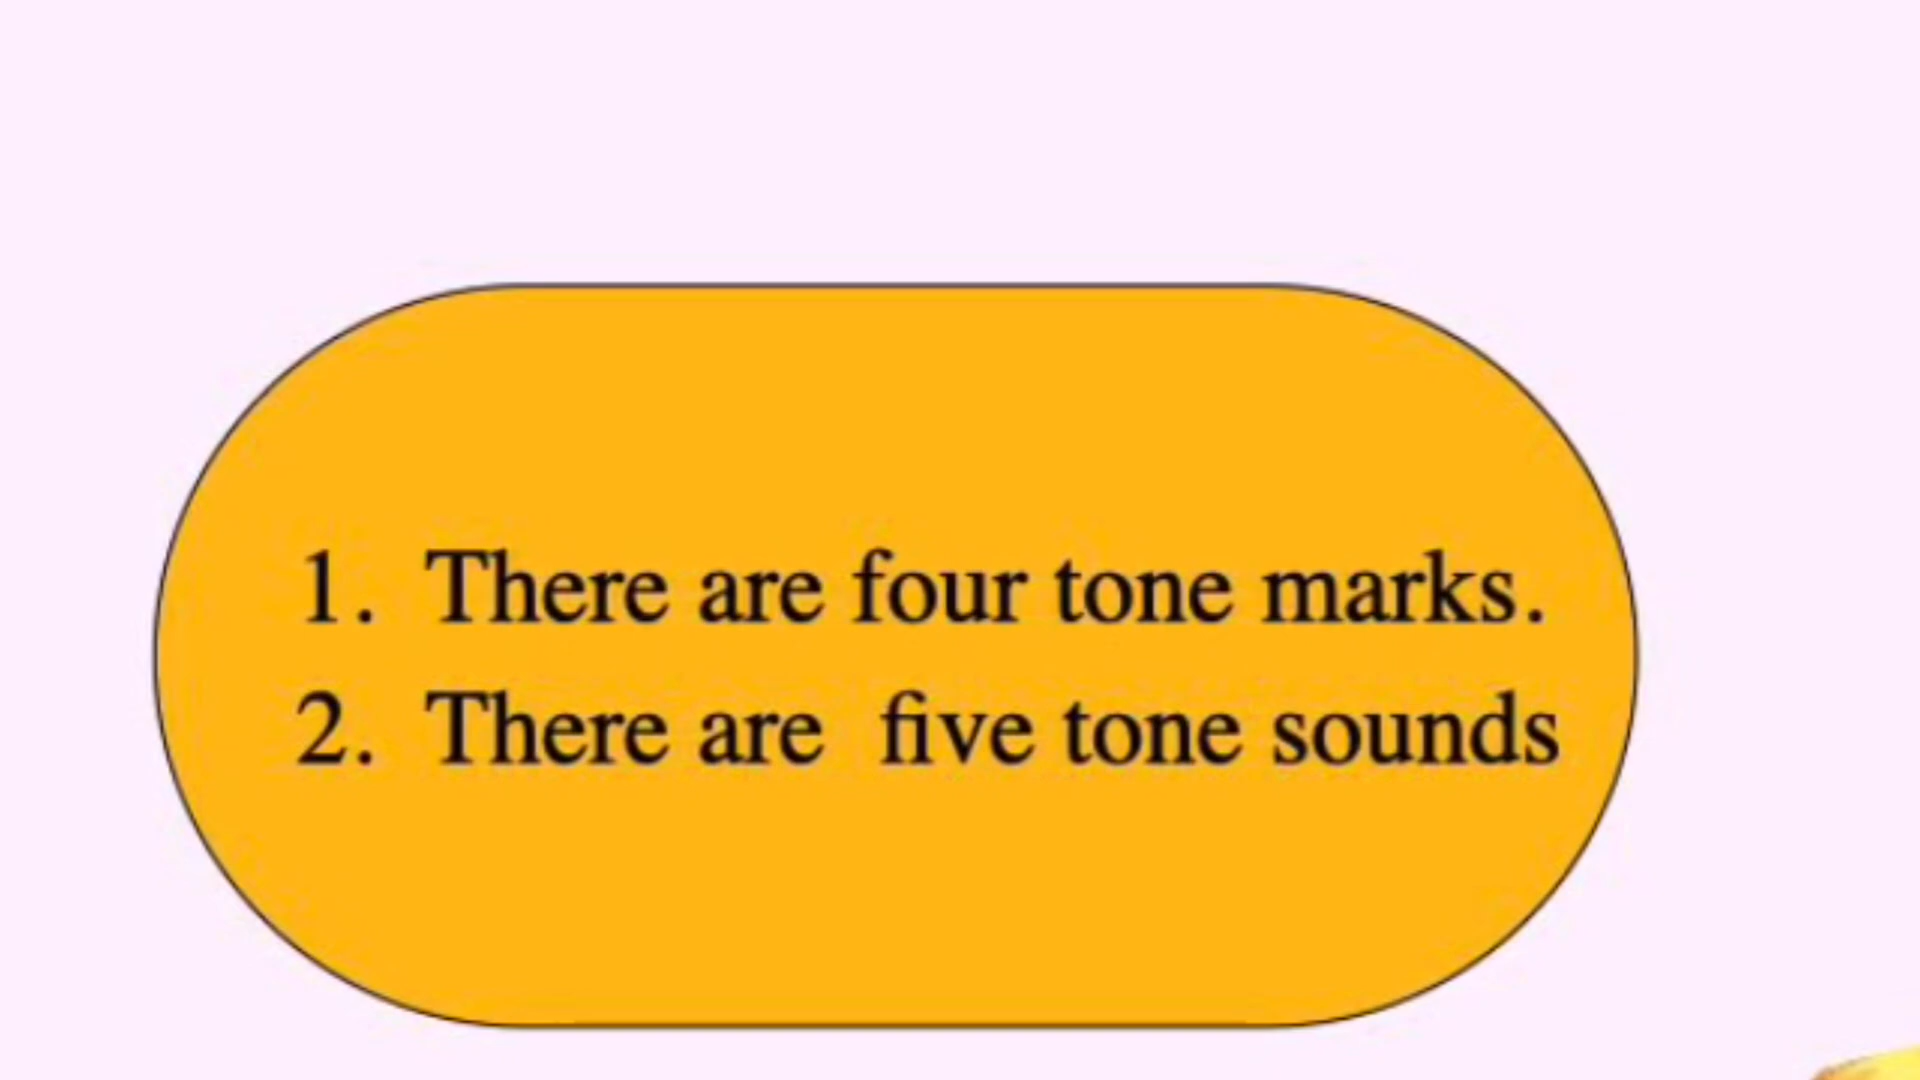 1. There are four tone marks.
2. There are five tone sounds